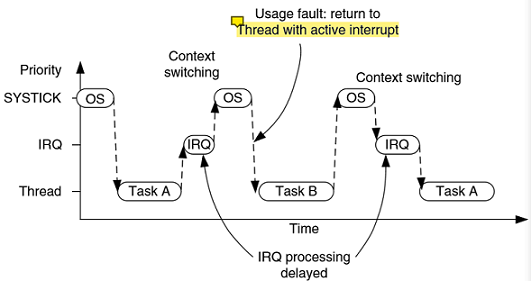 Usage fault: return to
Thread with active interrupt
Context
switching
Context switching
Priority
SYSTICK
OS
OS
OS
IRQ
IRQ
IRQ
Thread
Task A
Task B
Task A
Time
IRQ processing
delayed